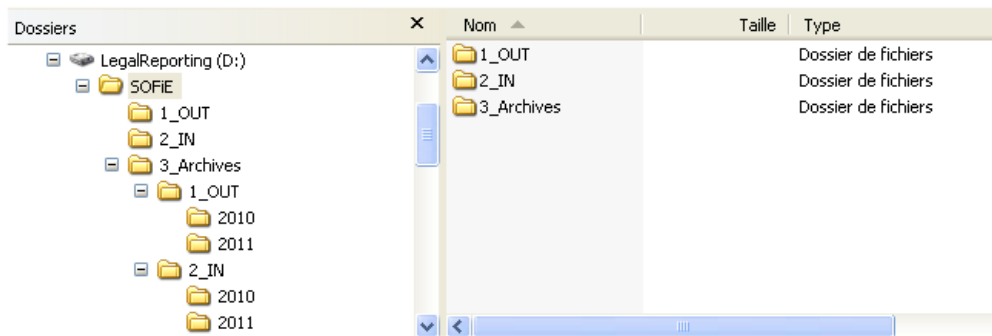 Dossiers
LegalReporting (D:)
SOFiE
1_OUT
2_IN
3_Archives
1_OUT
2010
2011
2_IN
2010
2011
Nom Taille Type
1_OUT Dossier de fichiers
2_IN Dossier de fichiers
3_Archives Dossier de fichiers